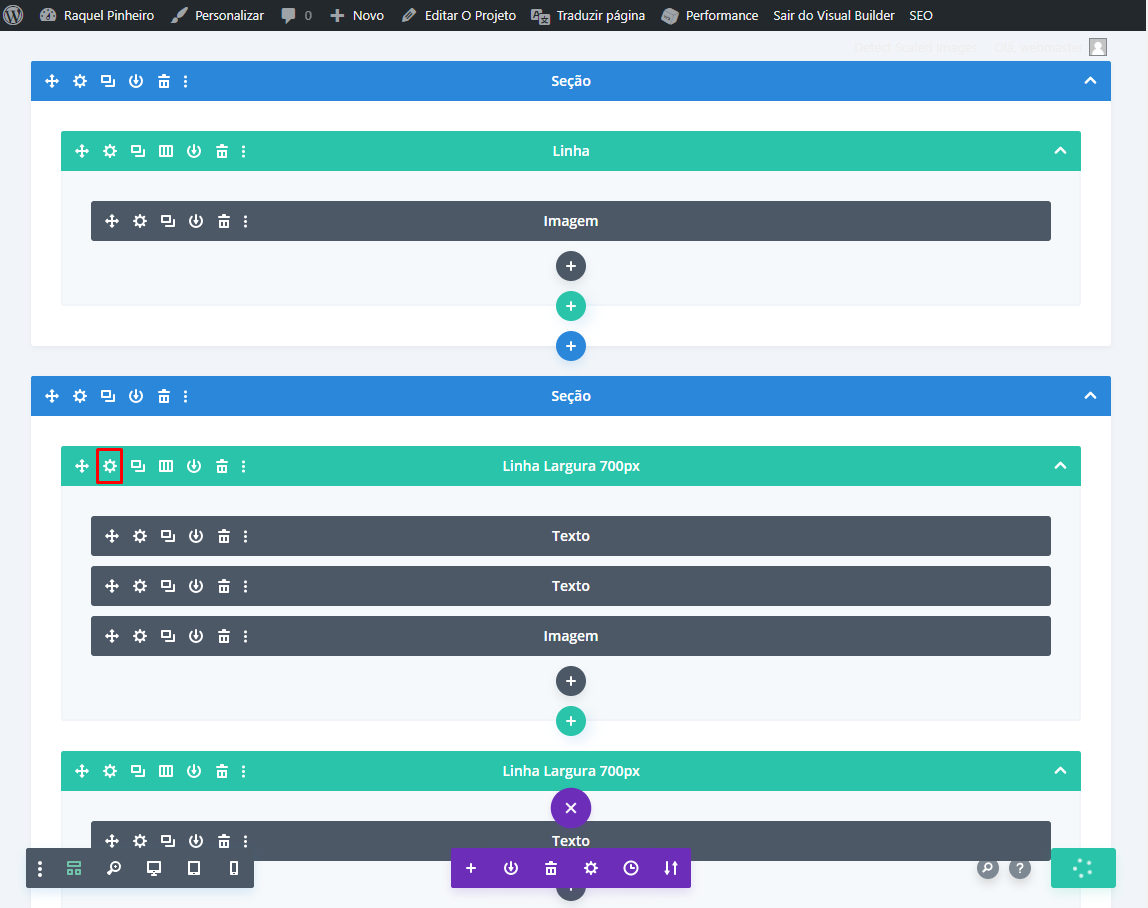 Raquel Pinheiro Personalizar 0 Novo Editar O Projeto Traduzir página Performance Sair do Visual Builder SEO
Seção
Linha
Imagem
Seção
Linha Largura 700px
Texto
Texto
Imagem
Linha Largura 700px
Texto